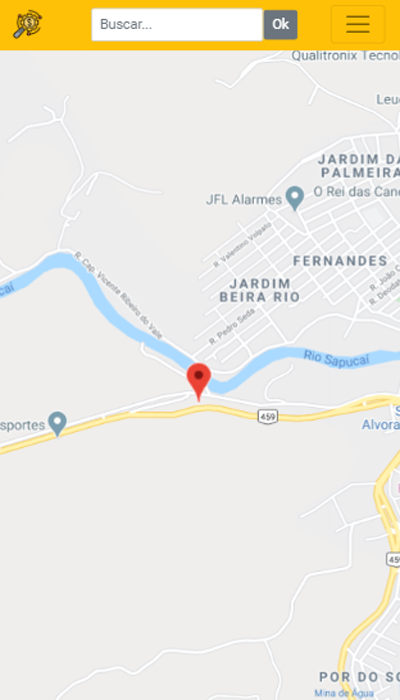 Buscar...
Ok
Qualitronix Tecnol
Leu
JARDIM DA
PALMEIRA
JFL Alarmes
O Rei das Cana
R. Valentino Volpato
FERNANDES
R. Cap. Vicente Ribeiro do Vale
R. João C
R. Deodat
JARDIM
BEIRA RIO
caí
R. Pedro Seda
Rio Sapucaí
459
S
Alvora
sportes
459
POR DO SO
Mina de Água